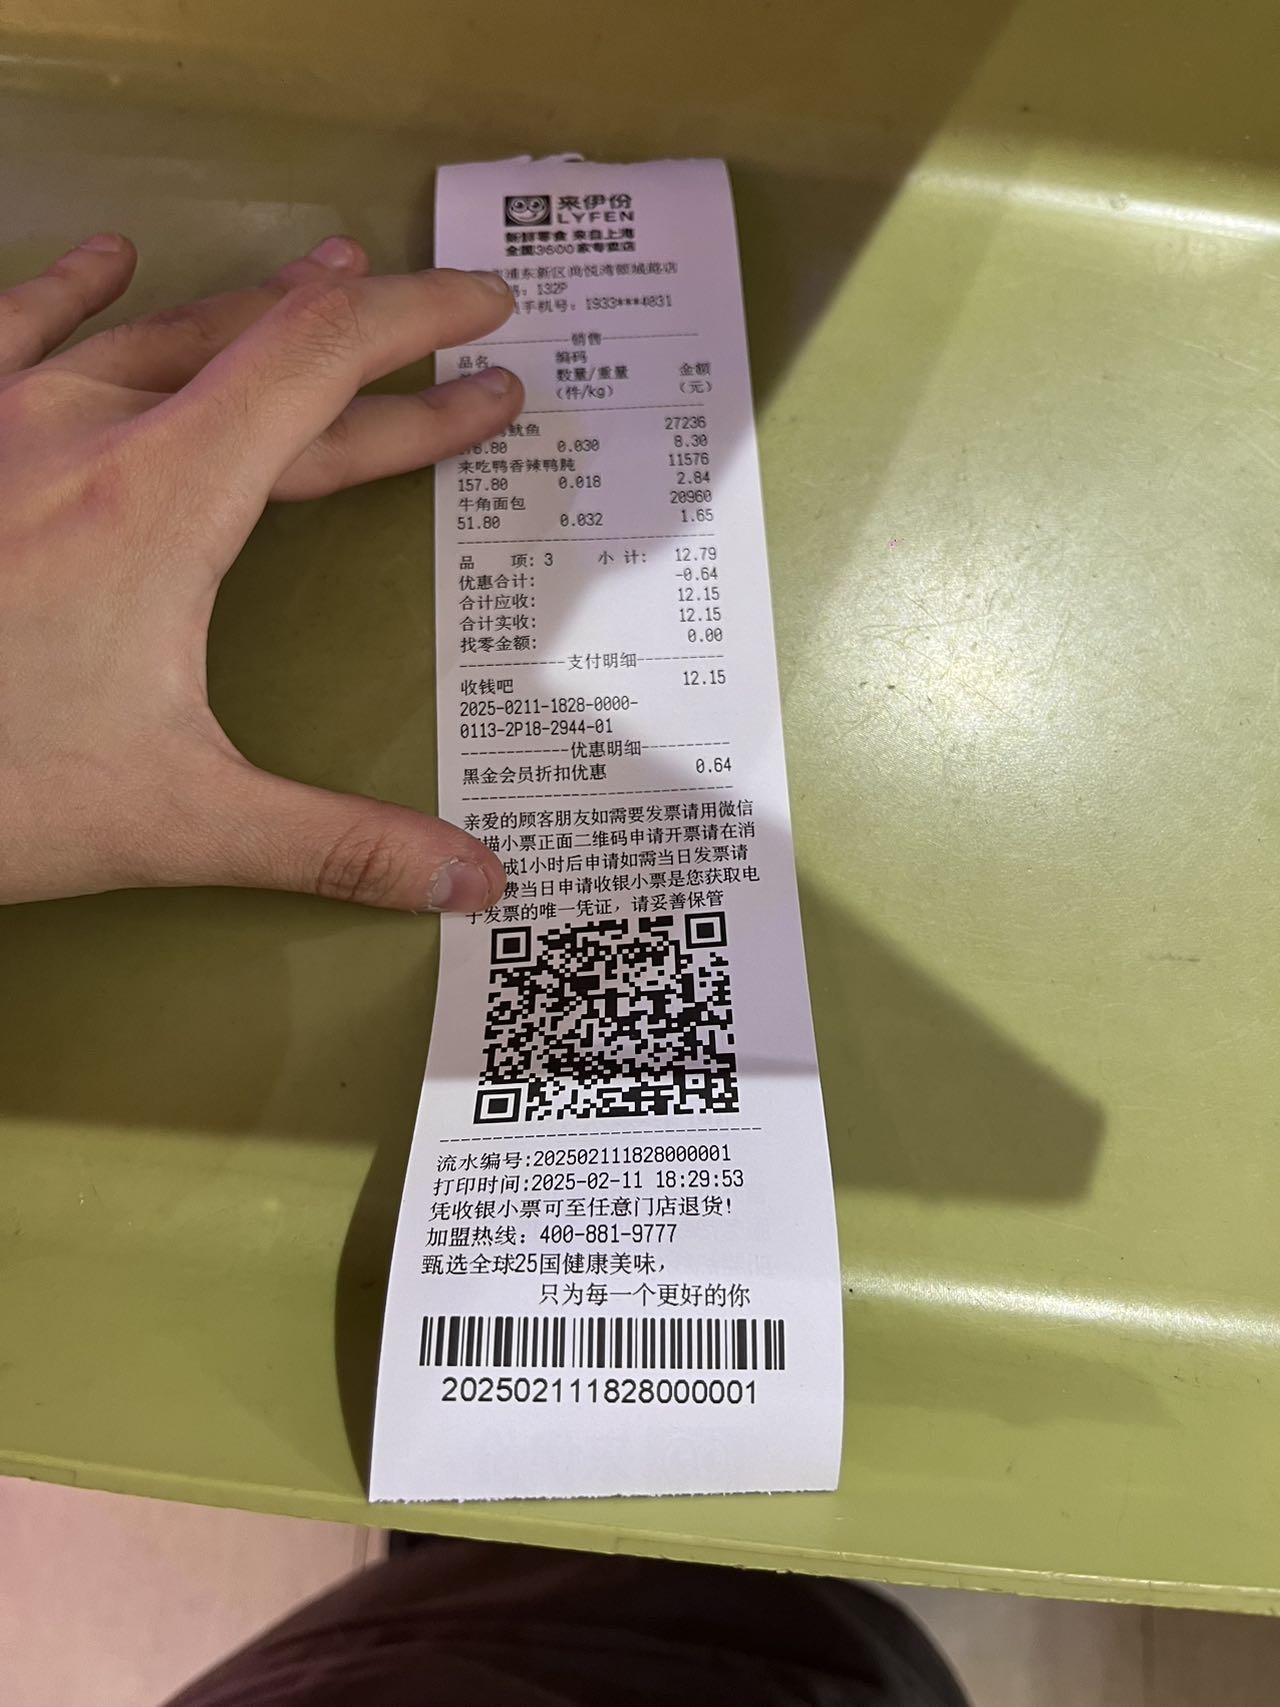 来伊份
LYFEN
新鲜零食 来自上海
全国3600家专卖店
浦东新区尚悦湾领域超店
132P
手机号：1933***4031
销售
品名 编码
数量/重量 金额
（件/kg） （元）
鱿鱼 27236
6.80 0.030 8.30
来吃鸭香辣鸭肫 11576
157.80 0.018 2.84
牛角面包 20960
51.80 0.032 1.65
品 项: 3 小 计: 12.79
优惠合计: -0.64
合计应收: 12.15
合计实收: 12.15
找零金额: 0.00
支付明细
收钱吧 12.15
2025-0211-1828-0000-
0113-2P18-2944-01
优惠明细
黑金会员折扣优惠 0.64
亲爱的顾客朋友如需要发票请用微信
描小票正面二维码申请开票请在消
成1小时后申请如需当日发票请
费当日申请收银小票是您获取电
子发票的唯一凭证，请妥善保管
流水编号:202502111828000001
打印时间:2025-02-11 18:29:53
凭收银小票可至任意门店退货!
加盟热线：400-881-9777
甄选全球25国健康美味，
只为每一个更好的你
202502111828000001